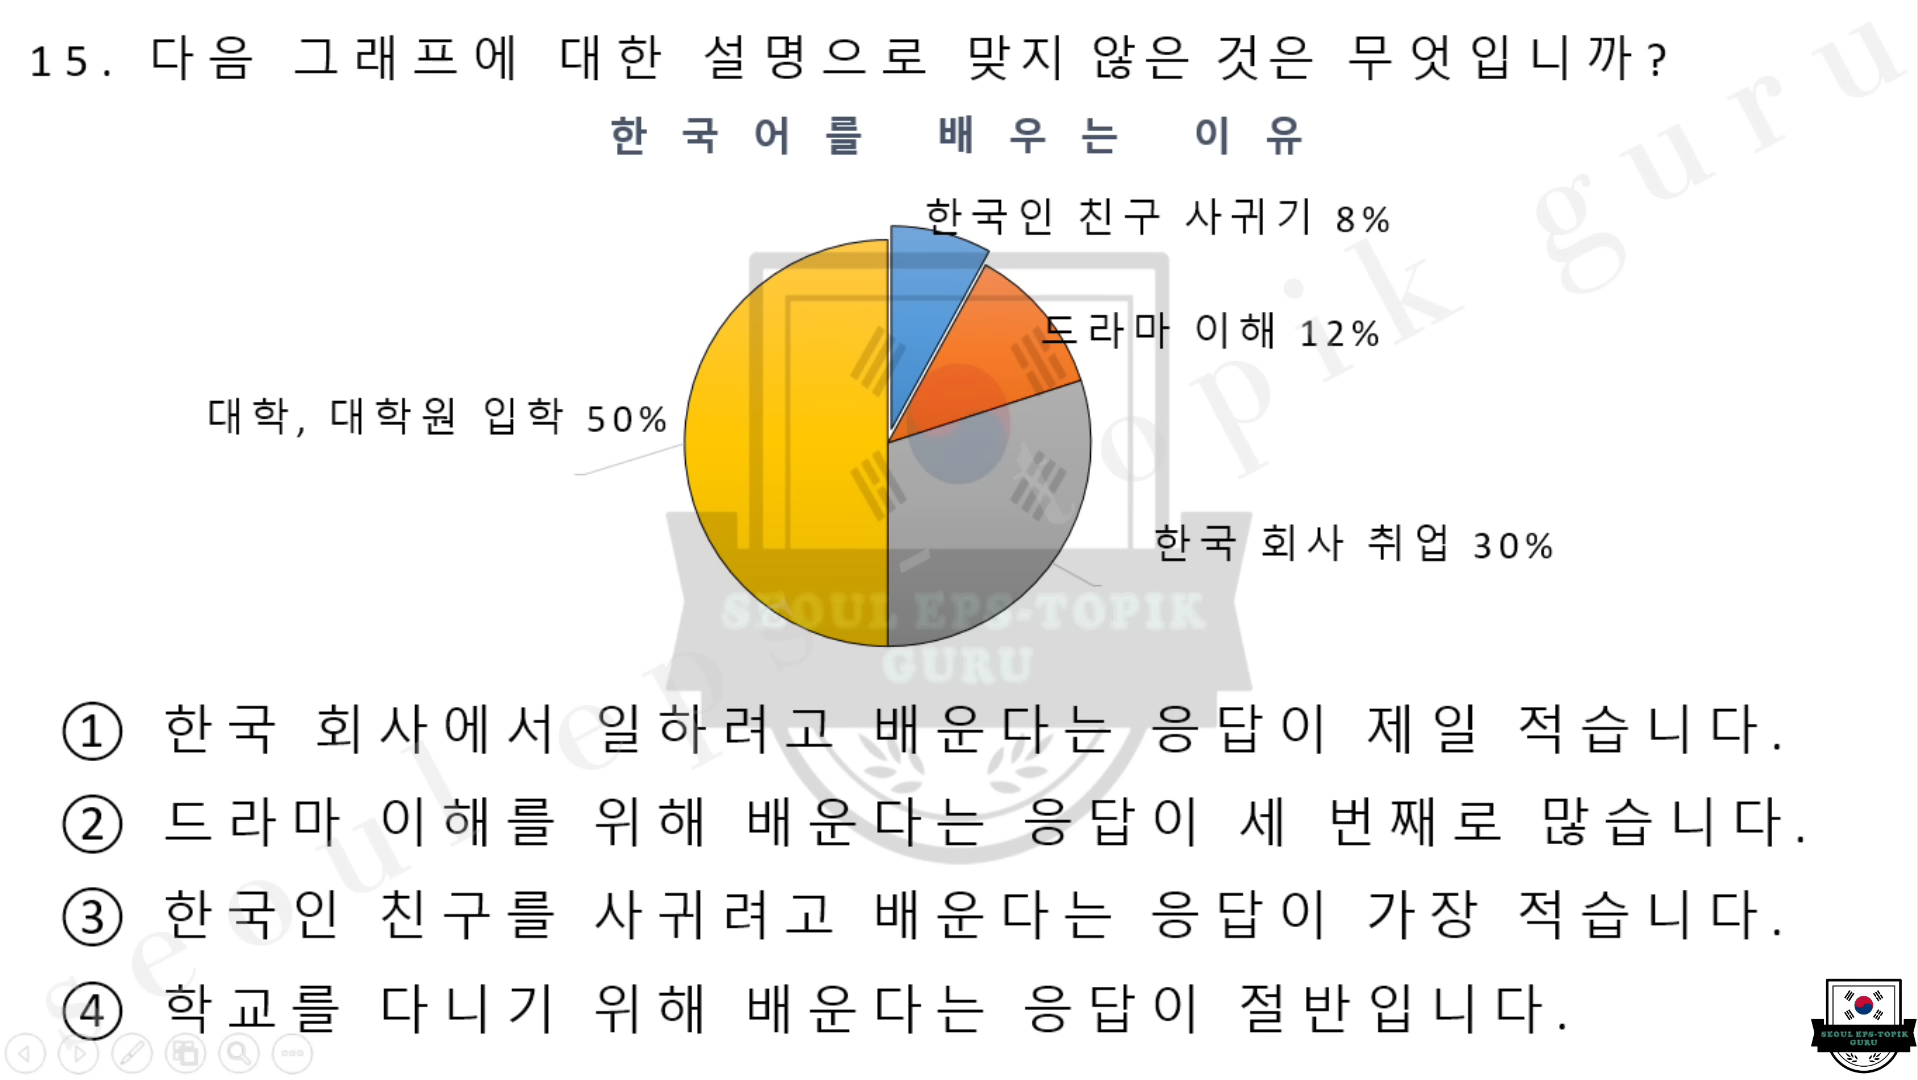 15. 다음 그래프에 대한 설명으로 맞지 않은 것은 무엇입니까?
한국어를 배우는 이유
한국인 친구 사귀기 8%
드라마 이해 12%
대학, 대학원 입학 50%
한국 회사 취업 30%
SEOUL EPS-TOPIK
GURU
① 한국 회사에서 일하려고 배운다는 응답이 제일 적습니다.
② 드라마 이해를 위해 배운다는 응답이 세 번째로 많습니다.
③ 한국인 친구를 사귀려고 배운다는 응답이 가장 적습니다.
④ 학교를 다니기 위해 배운다는 응답이 절반입니다.
seoul eps_topik guru
SEOUL EPS-TOPIK
GURU